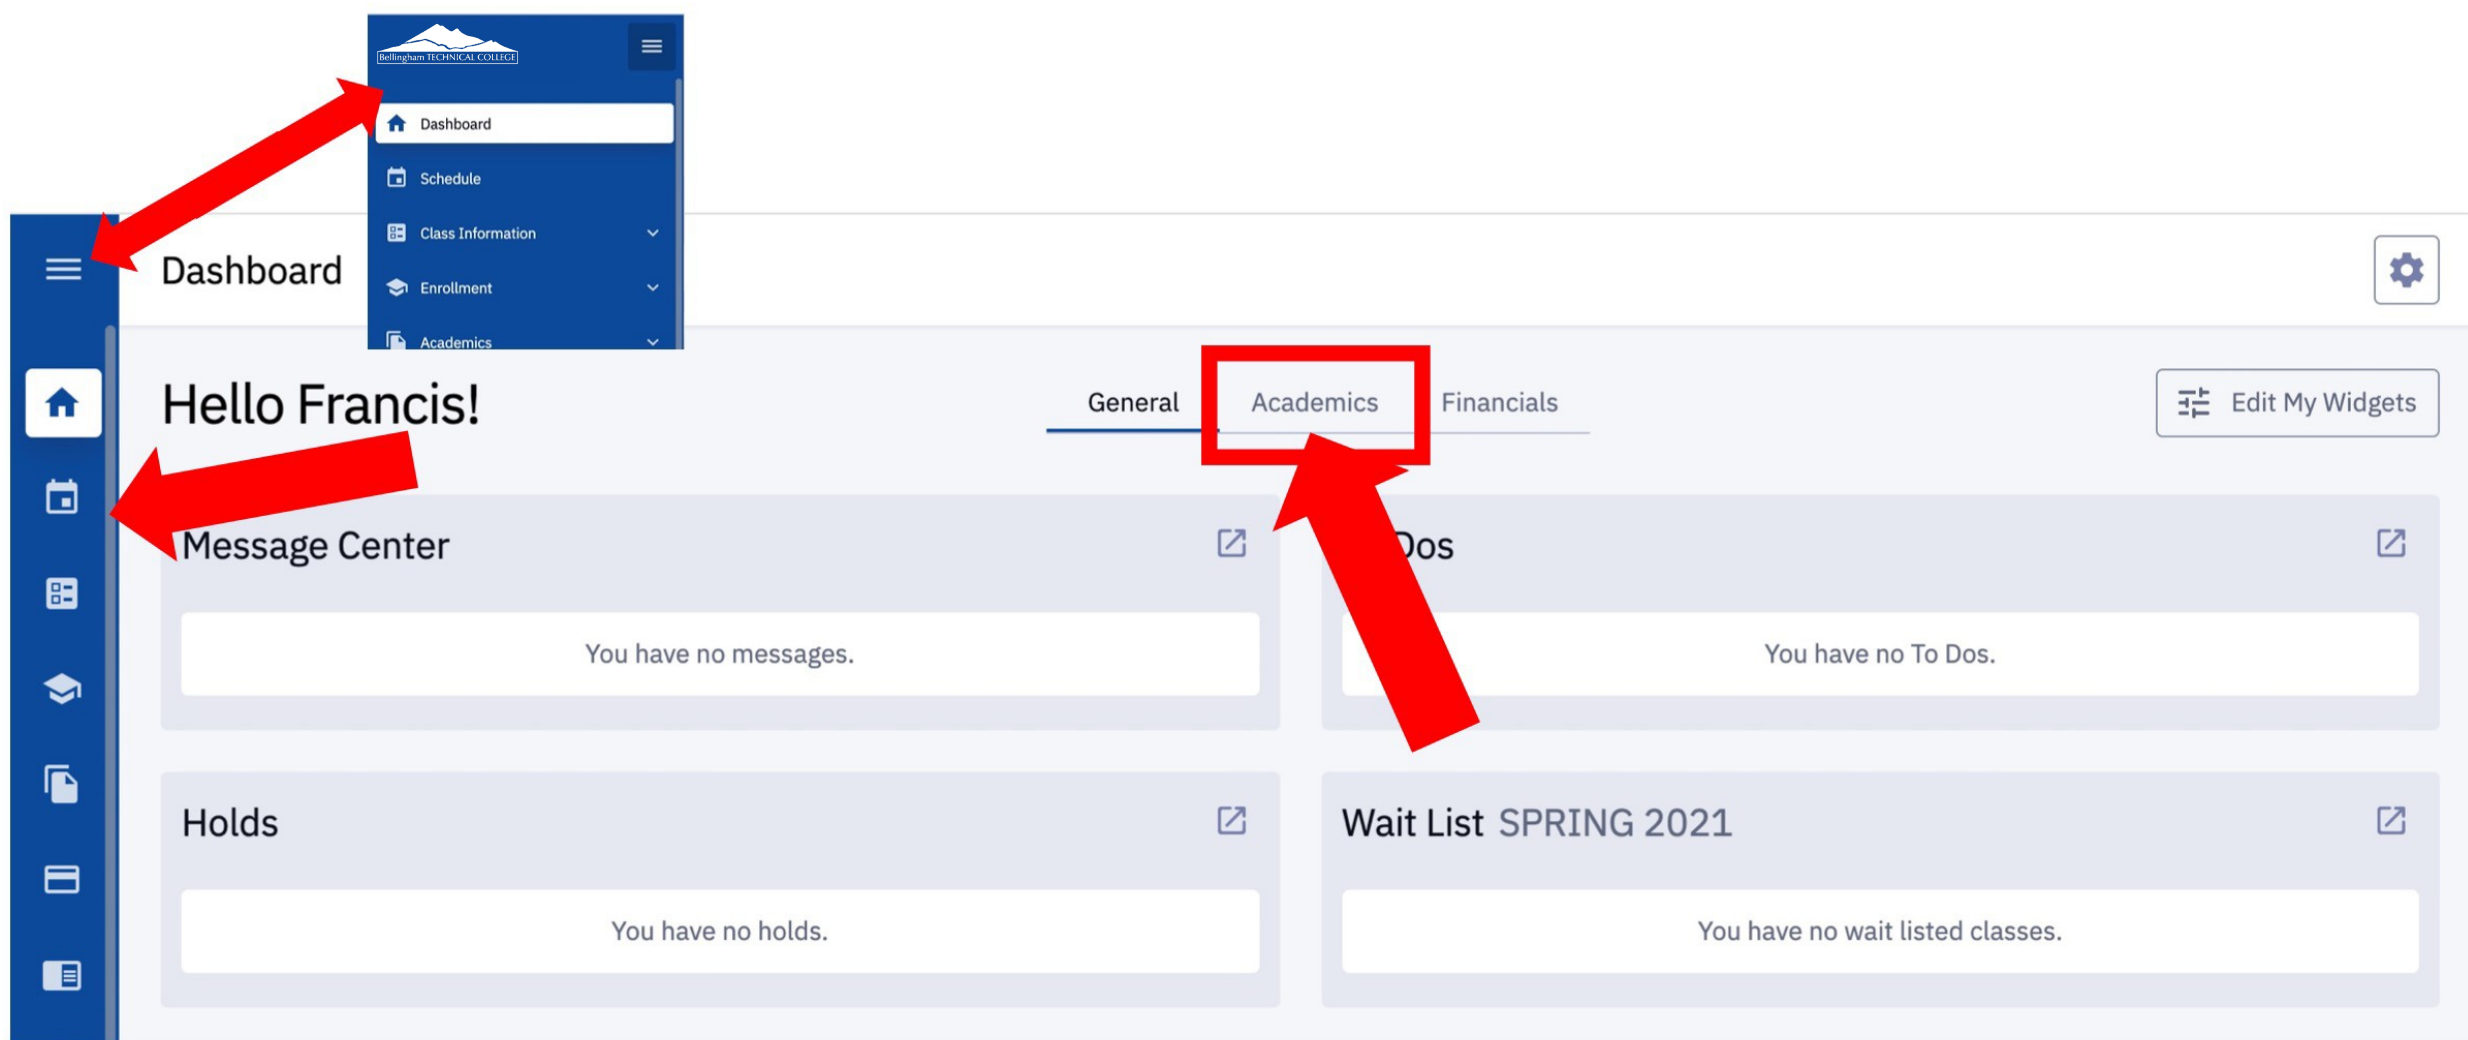 Bellingham TECHNICAL COLLEGE
Dashboard
Schedule
Class Information
Enrollment
Academics
Dashboard
Hello Francis!
General Academics Financials
Edit My Widgets
Message Center
You have no messages.
Dos
You have no To Dos.
Holds
You have no holds.
Wait List SPRING 2021
You have no wait listed classes.